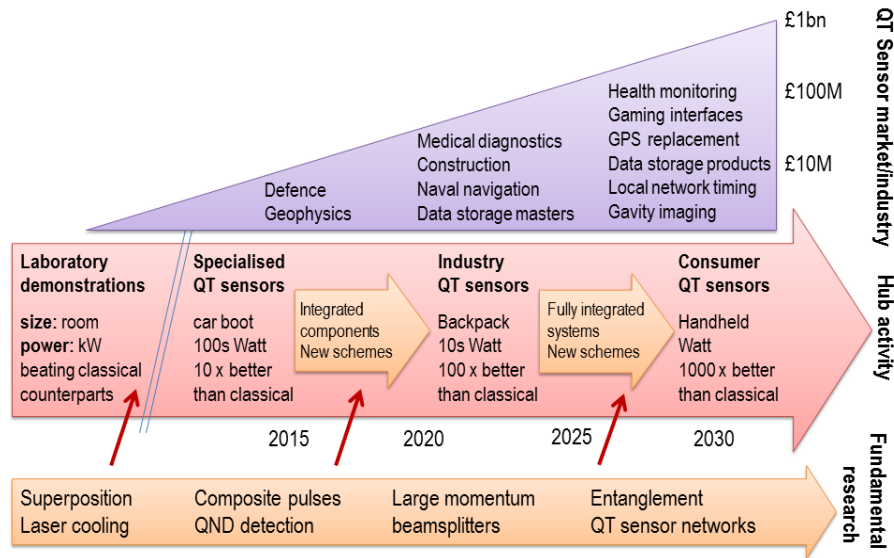 £1bn
£100M
£10M
QT Sensor market/industry
Health monitoring
Gaming interfaces
GPS replacement
Data storage products
Local network timing
Gavity imaging
Medical diagnostics
Construction
Naval navigation
Data storage masters
Defence
Geophysics
Laboratory
demonstrations
size: room
power: kW
beating classical
counterparts
Specialised
QT sensors
car boot
100s Watt
10 x better
than classical
Integrated
components
New schemes
Industry
QT sensors
Backpack
10s Watt
100 x better
than classical
Fully integrated
systems
New schemes
Consumer
QT sensors
Handheld
Watt
1000 x better
than classical
Hub activity
2015
2020
2025
2030
Superposition
Laser cooling
Composite pulses
QND detection
Large momentum
beamsplitters
Entanglement
QT sensor networks
Fundamental
research